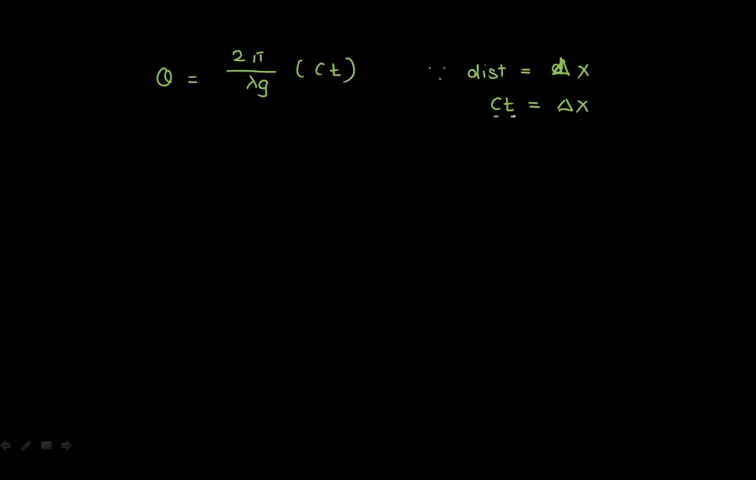 θ = 2π / λg (ct) ∵ dist = Δx
ct = Δx